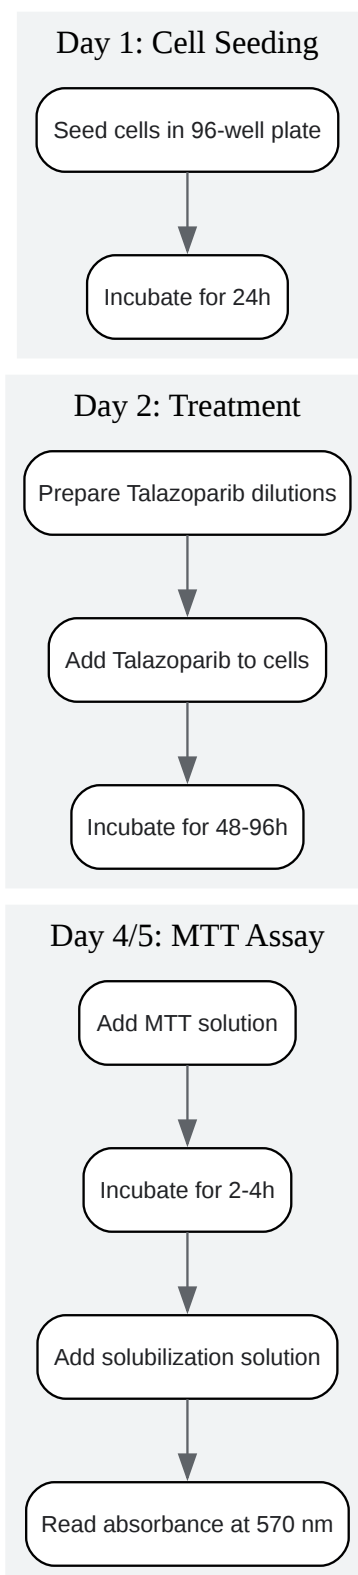 Day 1: Cell Seeding
Seed cells in 96-well plate
Incubate for 24h
Day 2: Treatment
Prepare Talazoparib dilutions
Add Talazoparib to cells
Incubate for 48-96h
Day 4/5: MTT Assay
Add MTT solution
Incubate for 2-4h
Add solubilization solution
Read absorbance at 570 nm